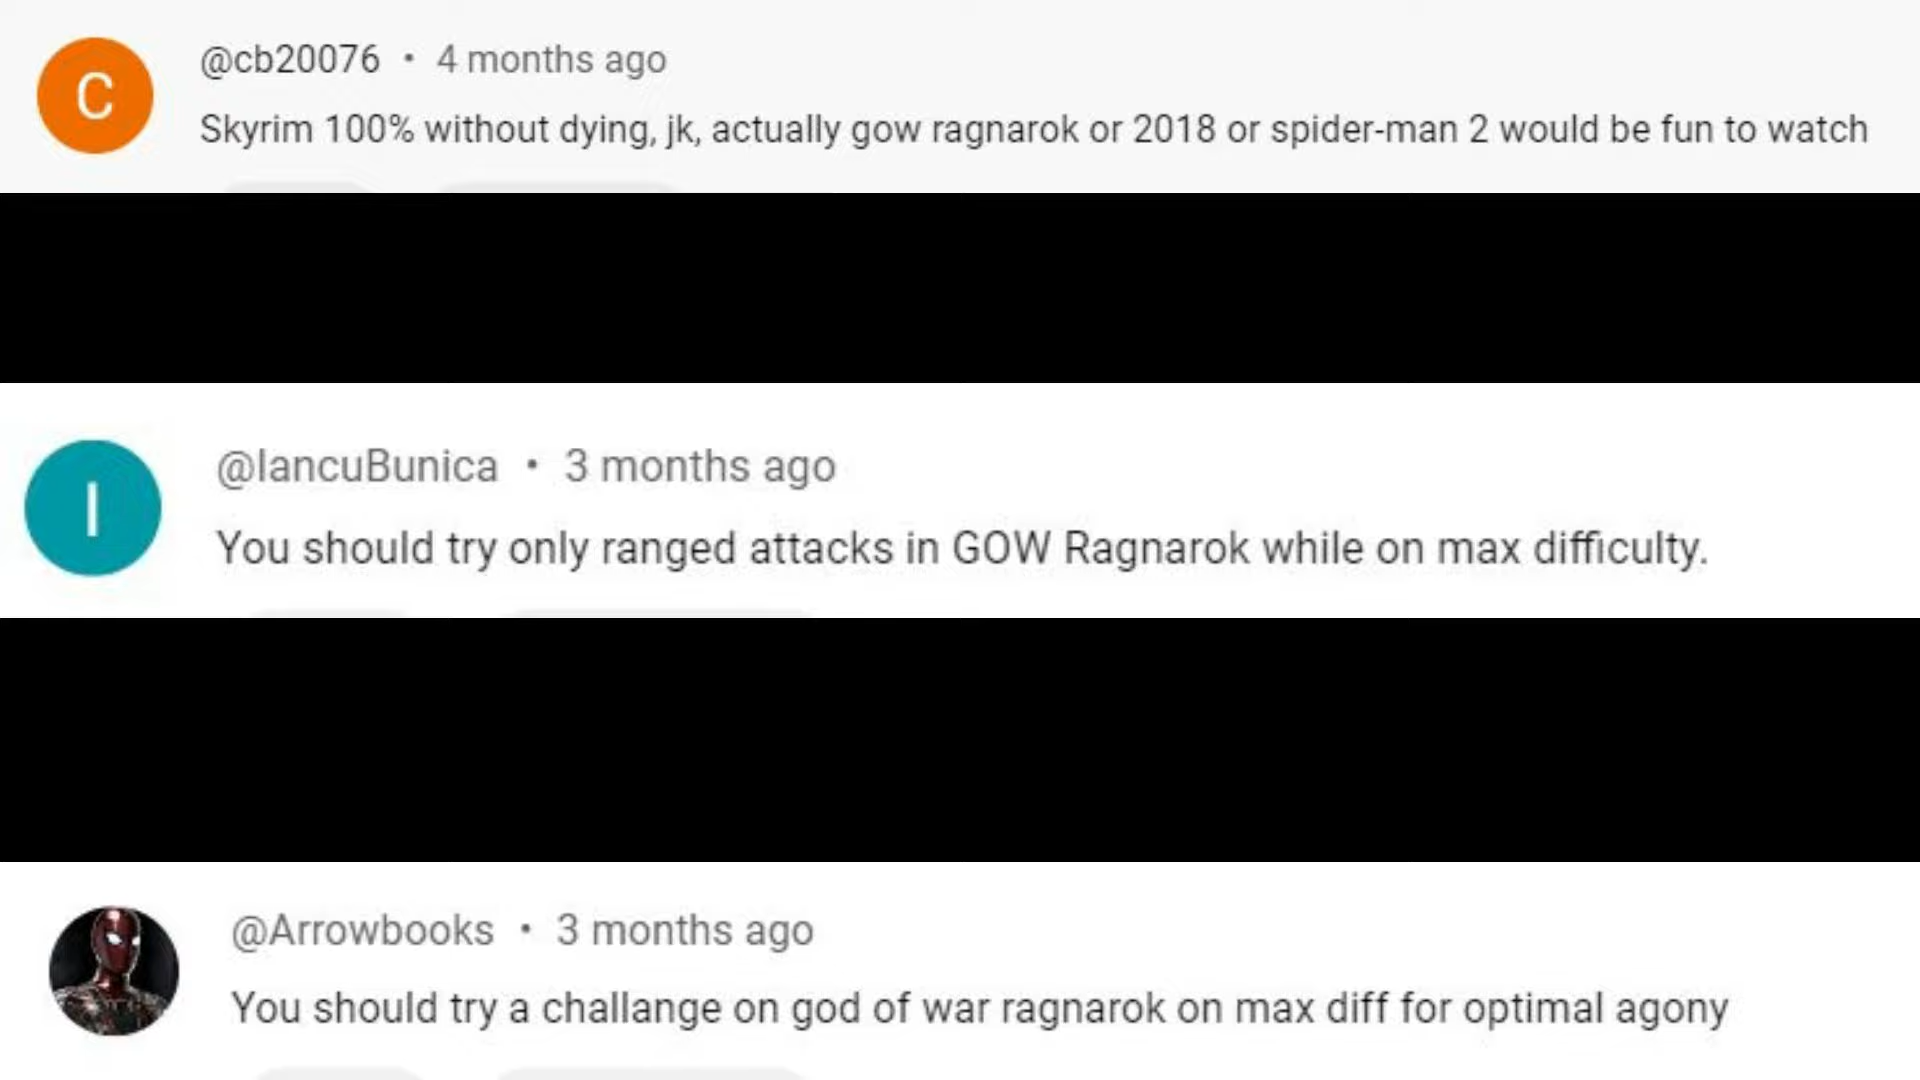 C
@cb20076 • 4 months ago
Skyrim 100% without dying, jk, actually gow ragnarok or 2018 or spider-man 2 would be fun to watch
I
@IancuBunica • 3 months ago
You should try only ranged attacks in GOW Ragnarok while on max difficulty.
@Arrowbooks • 3 months ago
You should try a challange on god of war ragnarok on max diff for optimal agony